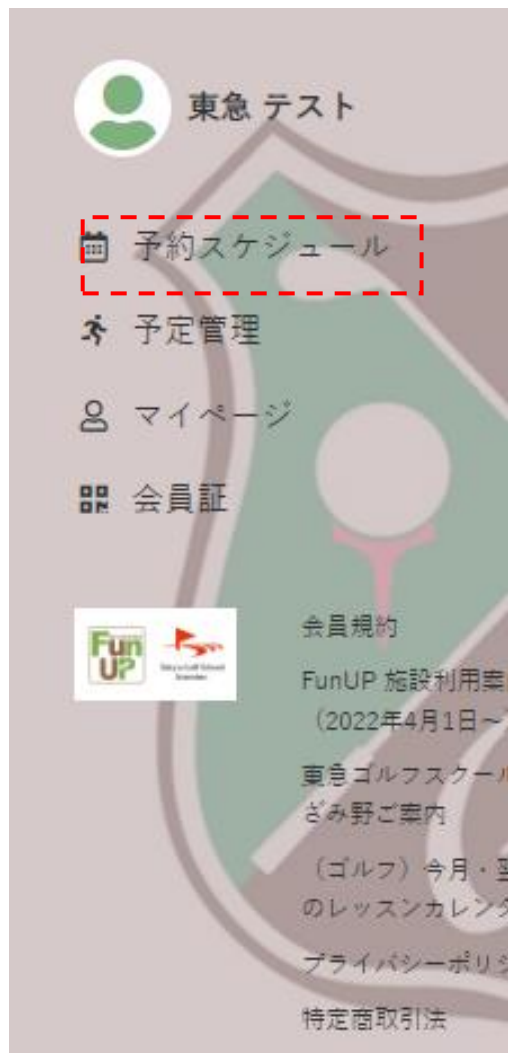 東急 テスト
予約スケジュール
予定管理
マイページ
会員証
Fun
UP
会員規約
FunUP 施設利用案
（2022年4月1日～
東急ゴルフスクール
ざみ野ご案内
（ゴルフ）今月・翌
のレッスンカレンダ
プライバシーポリシ
特定商取引法